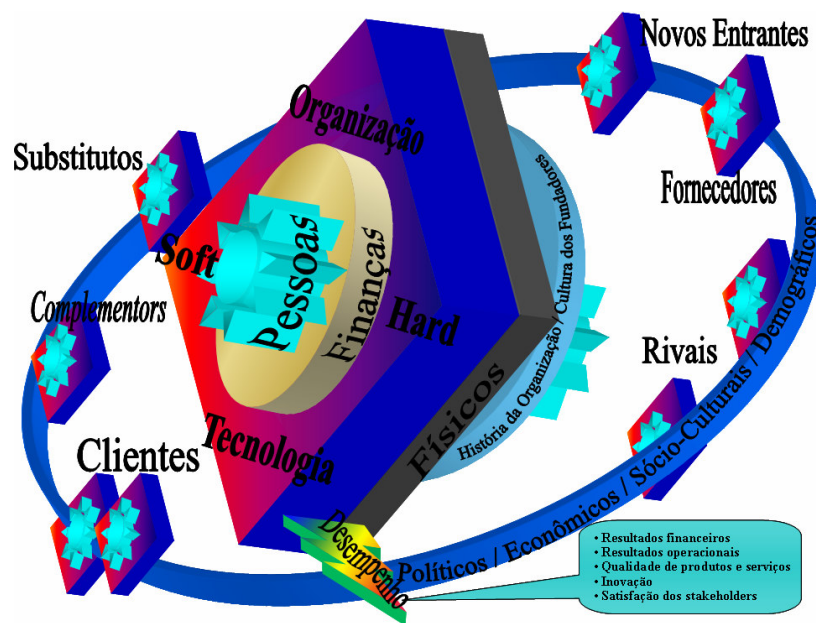 Novos Entrantes
Organização
Substitutos
Fornecedores
História da Organização / Cultura dos Fundadores
Soft
Pessoas
Finanças
Complementors
Hard
Rivais
Físicos
Tecnologia
Clientes
Desempenho
Políticos / Econômicos / Sócio-Culturais / Demográficos
• Resultados financeiros
• Resultados operacionais
• Qualidade de produtos e serviços
• Inovação
• Satisfação dos stakeholders